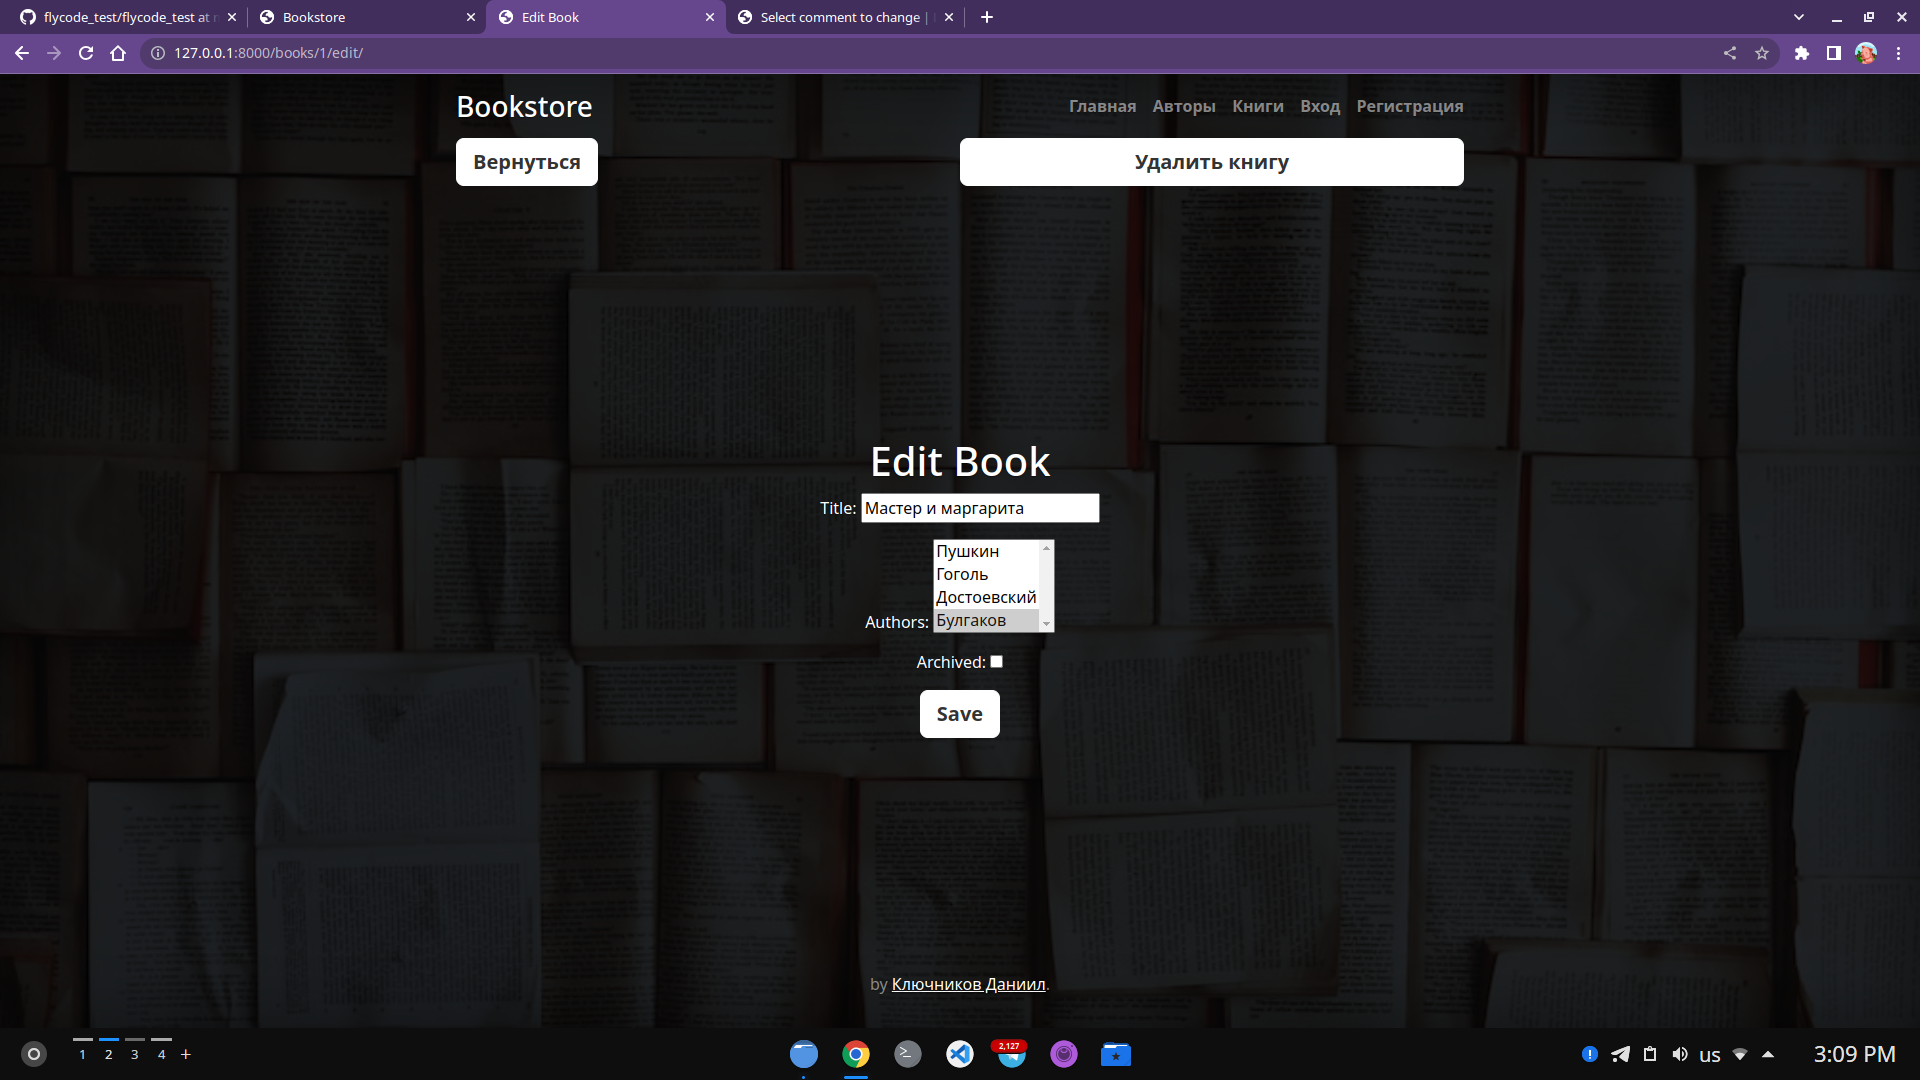 flycode_test/flycode_test at
Bookstore
Edit Book
Select comment to change |
127.0.0.1:8000/books/1/edit/
Bookstore
Главная Авторы Книги Вход Регистрация
Вернуться
Удалить книгу
Edit Book
Title: Мастер и маргарита
Пушкин
Гоголь
Достоевский
Authors: Булгаков
Archived:
Save
by Ключников Даниил.
1 2 3 4 +
2,127
us
3:09 PM